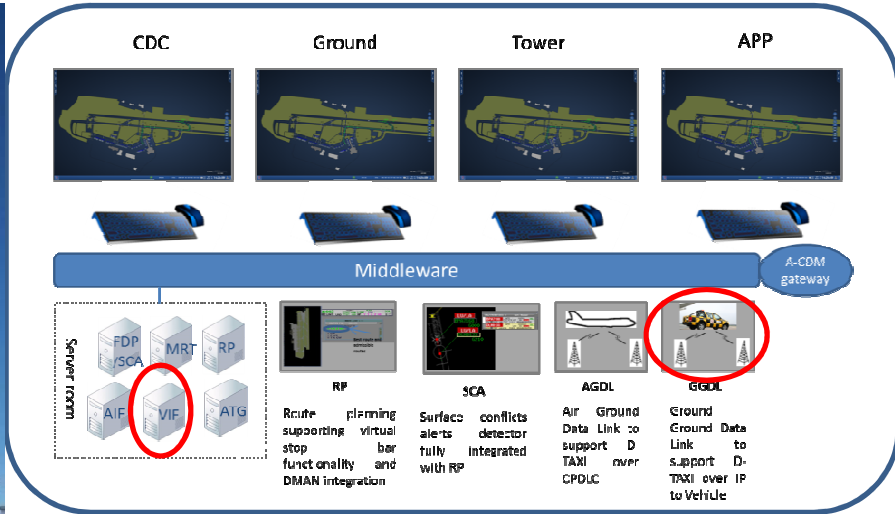 CDC
Ground
Tower
APP
Middleware
A-CDM
gateway
Server room
FDP
/SCA
MRT
RP
AIF
VIF
ATG
RP
Route planning
supporting virtual
stop bar
functionality and
DMAN integration
SCA
Surface conflicts
alerts detector
fully integrated
with RP
AGDL
Air Ground
Data Link to
support D
TAXI over
CPDLC
GGDL
Ground
Ground Data
Link to
support D-
TAXI over IP
to Vehicle